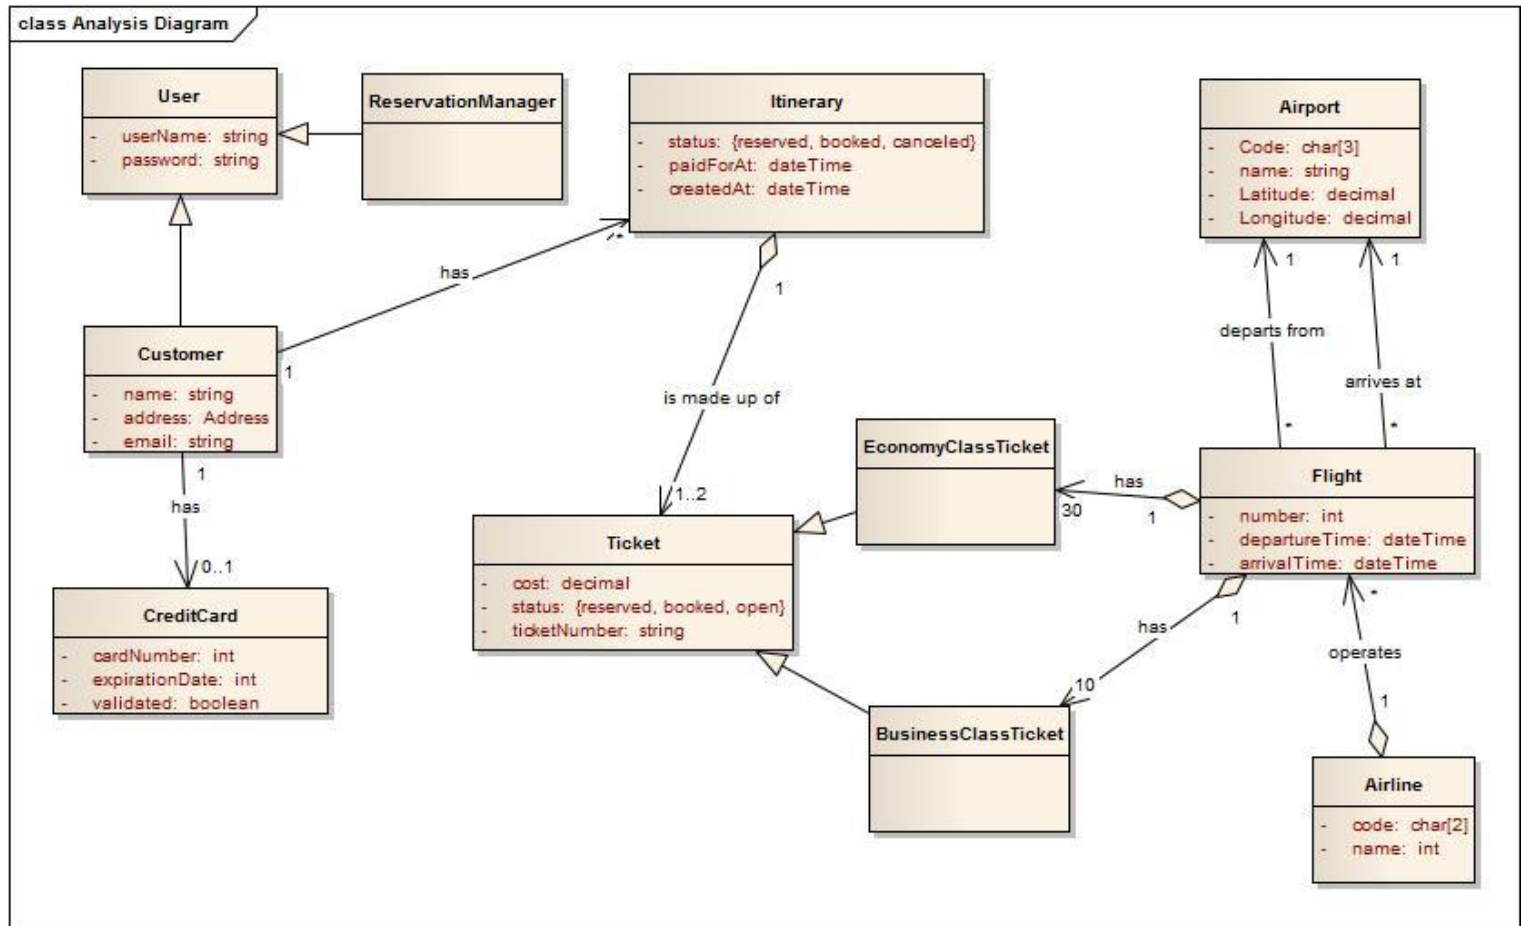 class Analysis Diagram
User
- userName: string
- password: string
ReservationManager
Itinerary
- status: {reserved, booked, canceled}
- paidForAt: dateTime
- createdAt: dateTime
Airport
- Code: char[3]
- name: string
- Latitude: decimal
- Longitude: decimal
*
has
1
1
1
departs from
arrives at
*
*
Customer
- name: string
- address: Address
- email: string
1
1
has
0..1
CreditCard
- cardNumber: int
- expirationDate: int
- validated: boolean
is made up of
1..2
Ticket
- cost: decimal
- status: {reserved, booked, open}
- ticketNumber: string
EconomyClassTicket
has
30
1
Flight
- number: int
- departureTime: dateTime
- arrivalTime: dateTime
has
1
10
BusinessClassTicket
*
operates
1
Airline
- code: char[2]
- name: int